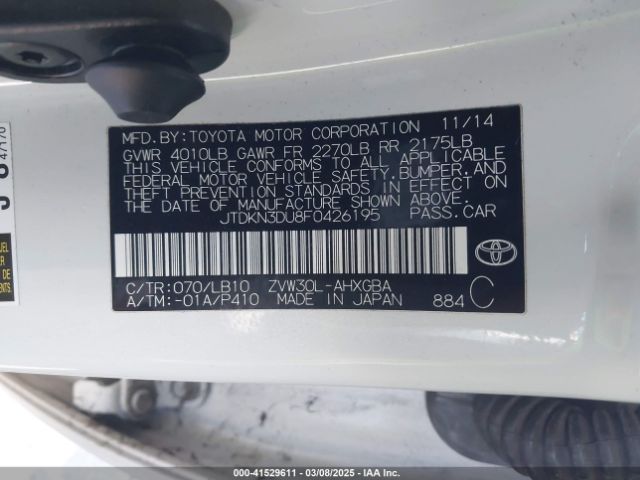 MFD.BY:TOYOTA MOTOR CORPORATION 11/14
GVWR 4010LB GAWR FR 2270LB RR 2175LB
THIS VEHICLE CONFORMS TO ALL APPLICABLE
FEDERAL MOTOR VEHICLE SAFETY, BUMPER, AND
THEFT PREVENTION STANDARDS IN EFFECT ON
THE DATE OF MANUFACTURE SHOWN ABOVE.
JTDKN3DU8F0426195 PASS.CAR
C/TR:070/LB10 ZVW30L-AHXGBA
A/TM:-01A/P410 MADE IN JAPAN 884 C
TOYOTA
000-41529611 - 03/08/2025 - IAA, Inc.